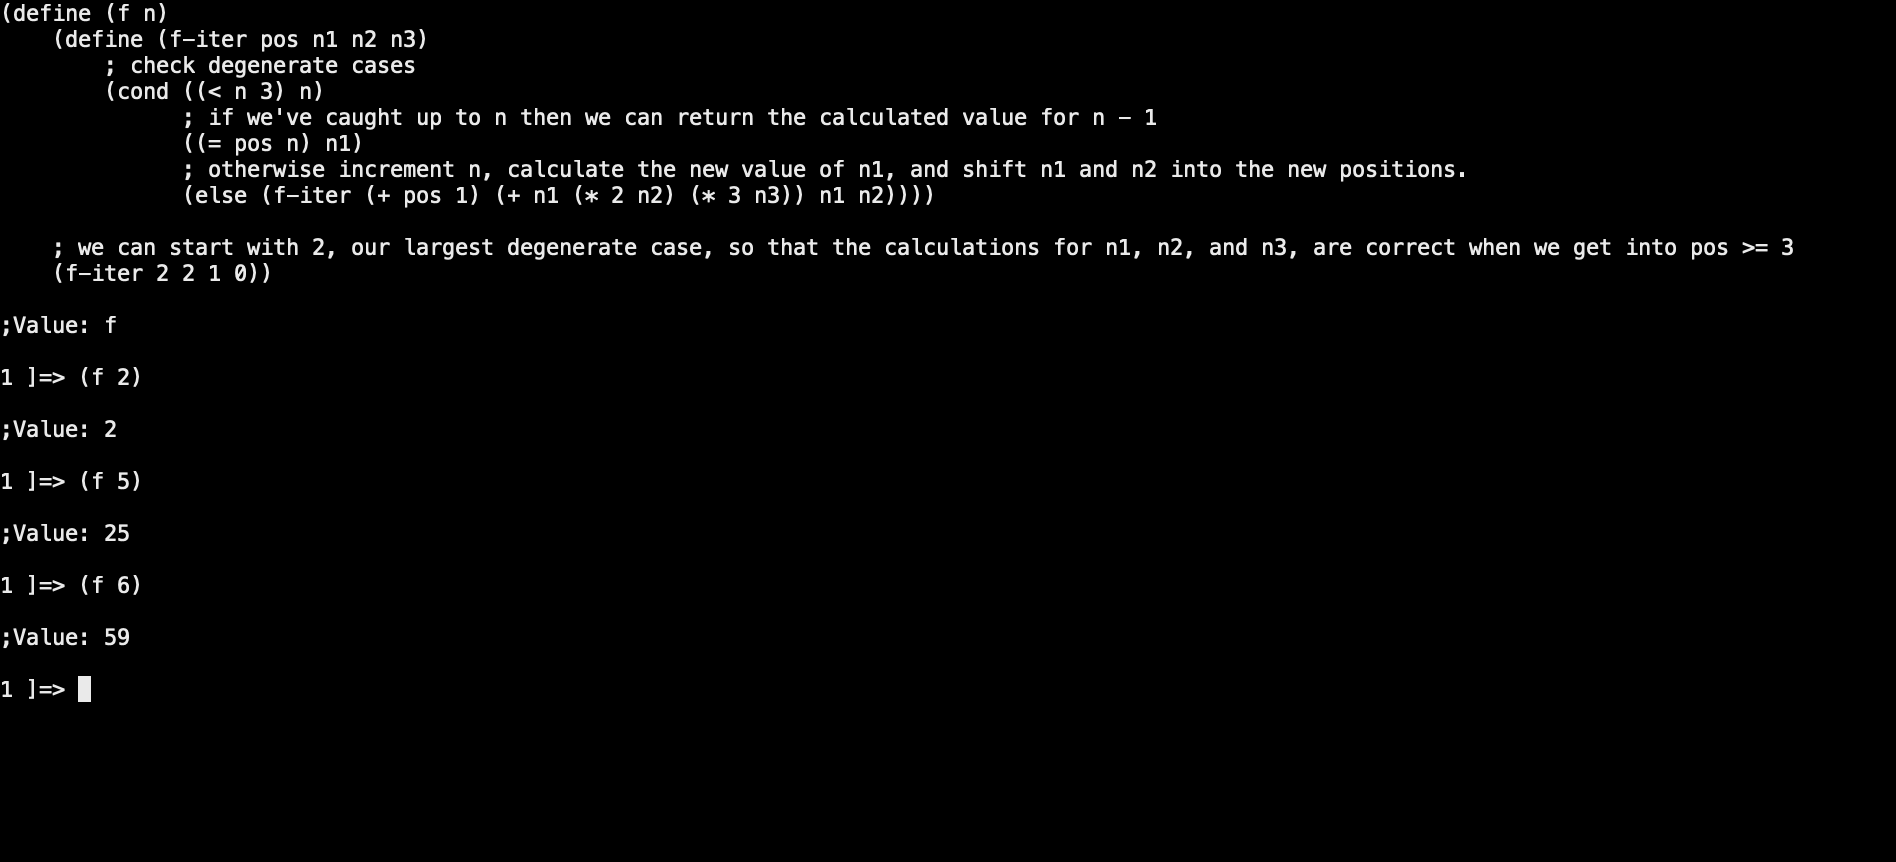 (define (f n)
    (define (f-iter pos n1 n2 n3)
        ; check degenerate cases
        (cond ((< n 3) n)
              ; if we've caught up to n then we can return the calculated value for n - 1
              ((= pos n) n1)
              ; otherwise increment n, calculate the new value of n1, and shift n1 and n2 into the new positions.
              (else (f-iter (+ pos 1) (+ n1 (* 2 n2) (* 3 n3)) n1 n2))))
    ; we can start with 2, our largest degenerate case, so that the calculations for n1, n2, and n3, are correct when we get into pos >= 3
    (f-iter 2 2 1 0))
;Value: f
1 ]=> (f 2)
;Value: 2
1 ]=> (f 5)
;Value: 25
1 ]=> (f 6)
;Value: 59
1 ]=>